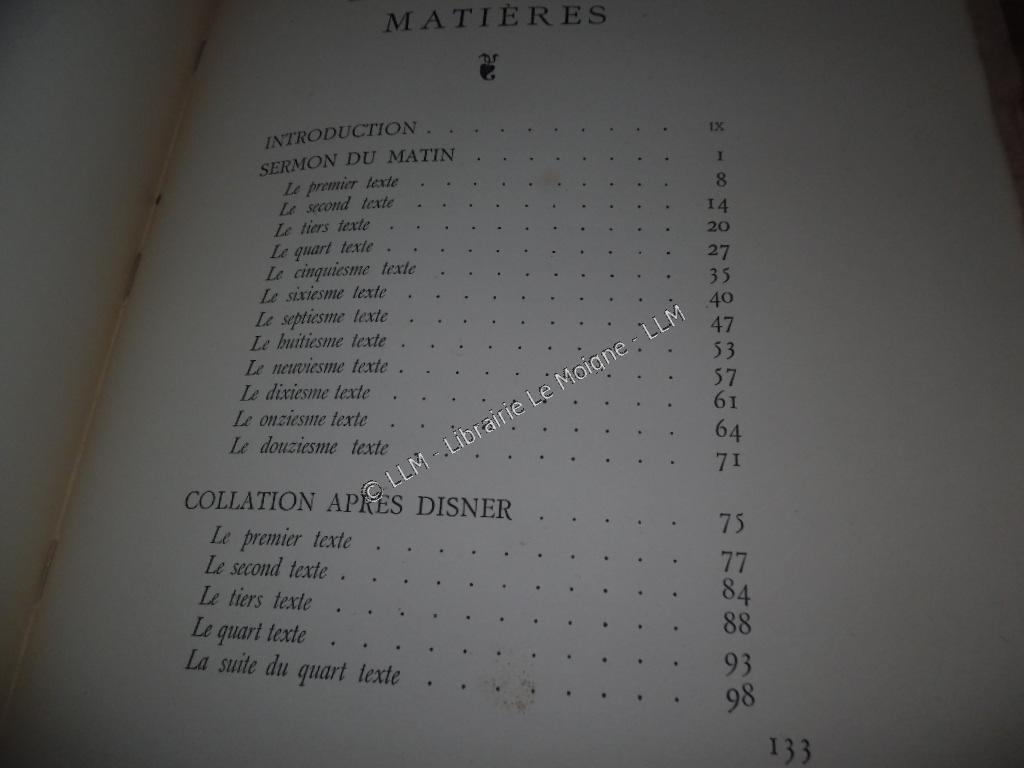 MATIÈRES
INTRODUCTION . . . . . . . . . . IX
SERMON DU MATIN . . . . . . . . I
Le premier texte . . . . . . . . . . 8
Le second texte . . . . . . . . . . 14
Le tiers texte . . . . . . . . . . . 20
Le quart texte . . . . . . . . . . . 27
Le cinquiesme texte . . . . . . . . . 35
Le sixiesme texte . . . . . . . . . . 40
Le septiesme texte . . . . . . . . . . 47
Le huitiesme texte . . . . . . . . . . 53
Le neuviesme texte . . . . . . . . . . 57
Le dixiesme texte . . . . . . . . . . 61
Le onziesme texte . . . . . . . . . . 64
Le douziesme texte . . . . . . . . . 71
COLLATION APRÈS DISNER . . . . . 75
Le premier texte . . . . . . . . 77
Le second texte . . . . . . . . . 84
Le tiers texte . . . . . . . . . 88
Le quart texte . . . . . . . . . 93
La suite du quart texte . . . . . . . 98
133
© LLM - Librairie Le Moigne - LLM